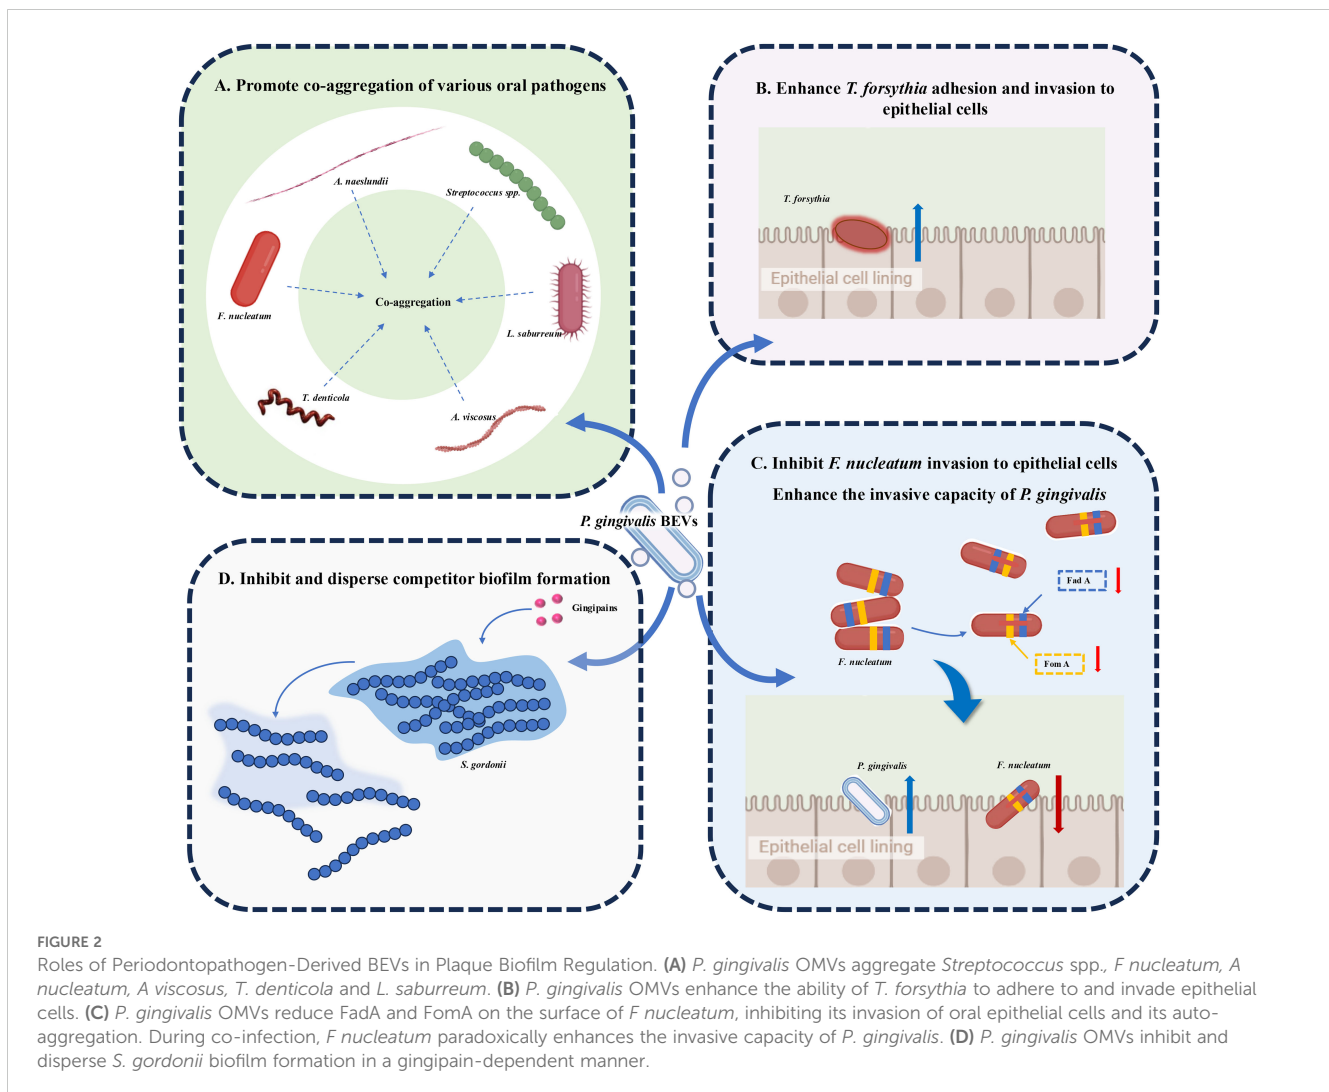 A. Promote co-aggregation of various oral pathogens
A. naeslundii
Streptococcus spp.
F. nucleatum
Co-aggregation
L. saburreum
T. denticola
A. viscosus
B. Enhance T. forsythia adhesion and invasion to
epithelial cells
T. forsythia
Epithelial cell lining
P. gingivalis BEVs
C. Inhibit F. nucleatum invasion to epithelial cells
Enhance the invasive capacity of P. gingivalis
Fad A
F. nucleatum
Fom A
P. gingivalis
F. nucleatum
Epithelial cell lining
D. Inhibit and disperse competitor biofilm formation
Gingipains
S. gordonii
FIGURE 2
Roles of Periodontopathogen-Derived BEVs in Plaque Biofilm Regulation. (A) P. gingivalis OMVs aggregate Streptococcus spp., F nucleatum, A
nucleatum, A viscosus, T. denticola and L. saburreum. (B) P. gingivalis OMVs enhance the ability of T. forsythia to adhere to and invade epithelial
cells. (C) P. gingivalis OMVs reduce FadA and FomA on the surface of F nucleatum, inhibiting its invasion of oral epithelial cells and its auto-
aggregation. During co-infection, F nucleatum paradoxically enhances the invasive capacity of P. gingivalis. (D) P. gingivalis OMVs inhibit and
disperse S. gordonii biofilm formation in a gingipain-dependent manner.